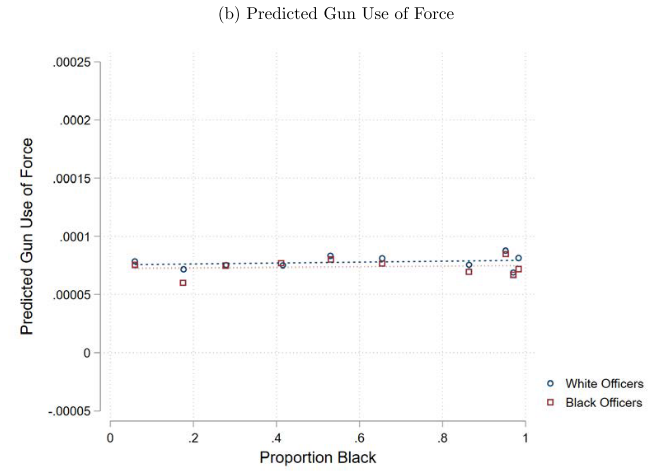 (b) Predicted Gun Use of Force
Predicted Gun Use of Force
.00025
.0002
.00015
.0001
.00005
0
-.00005
0 .2 .4 .6 .8 1
Proportion Black
White Officers
Black Officers